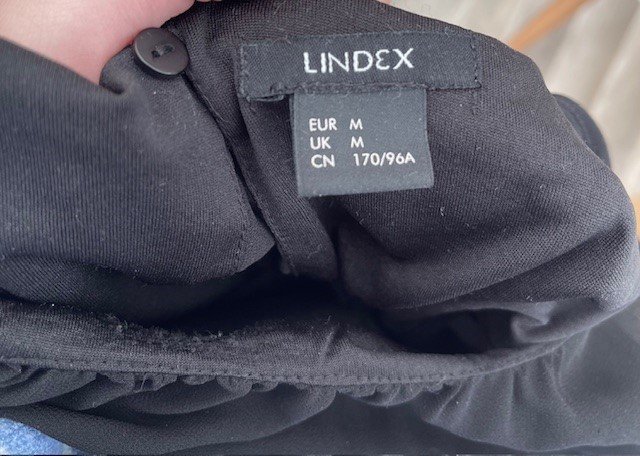 LINDEX
EUR M
UK M
CN 170/96A